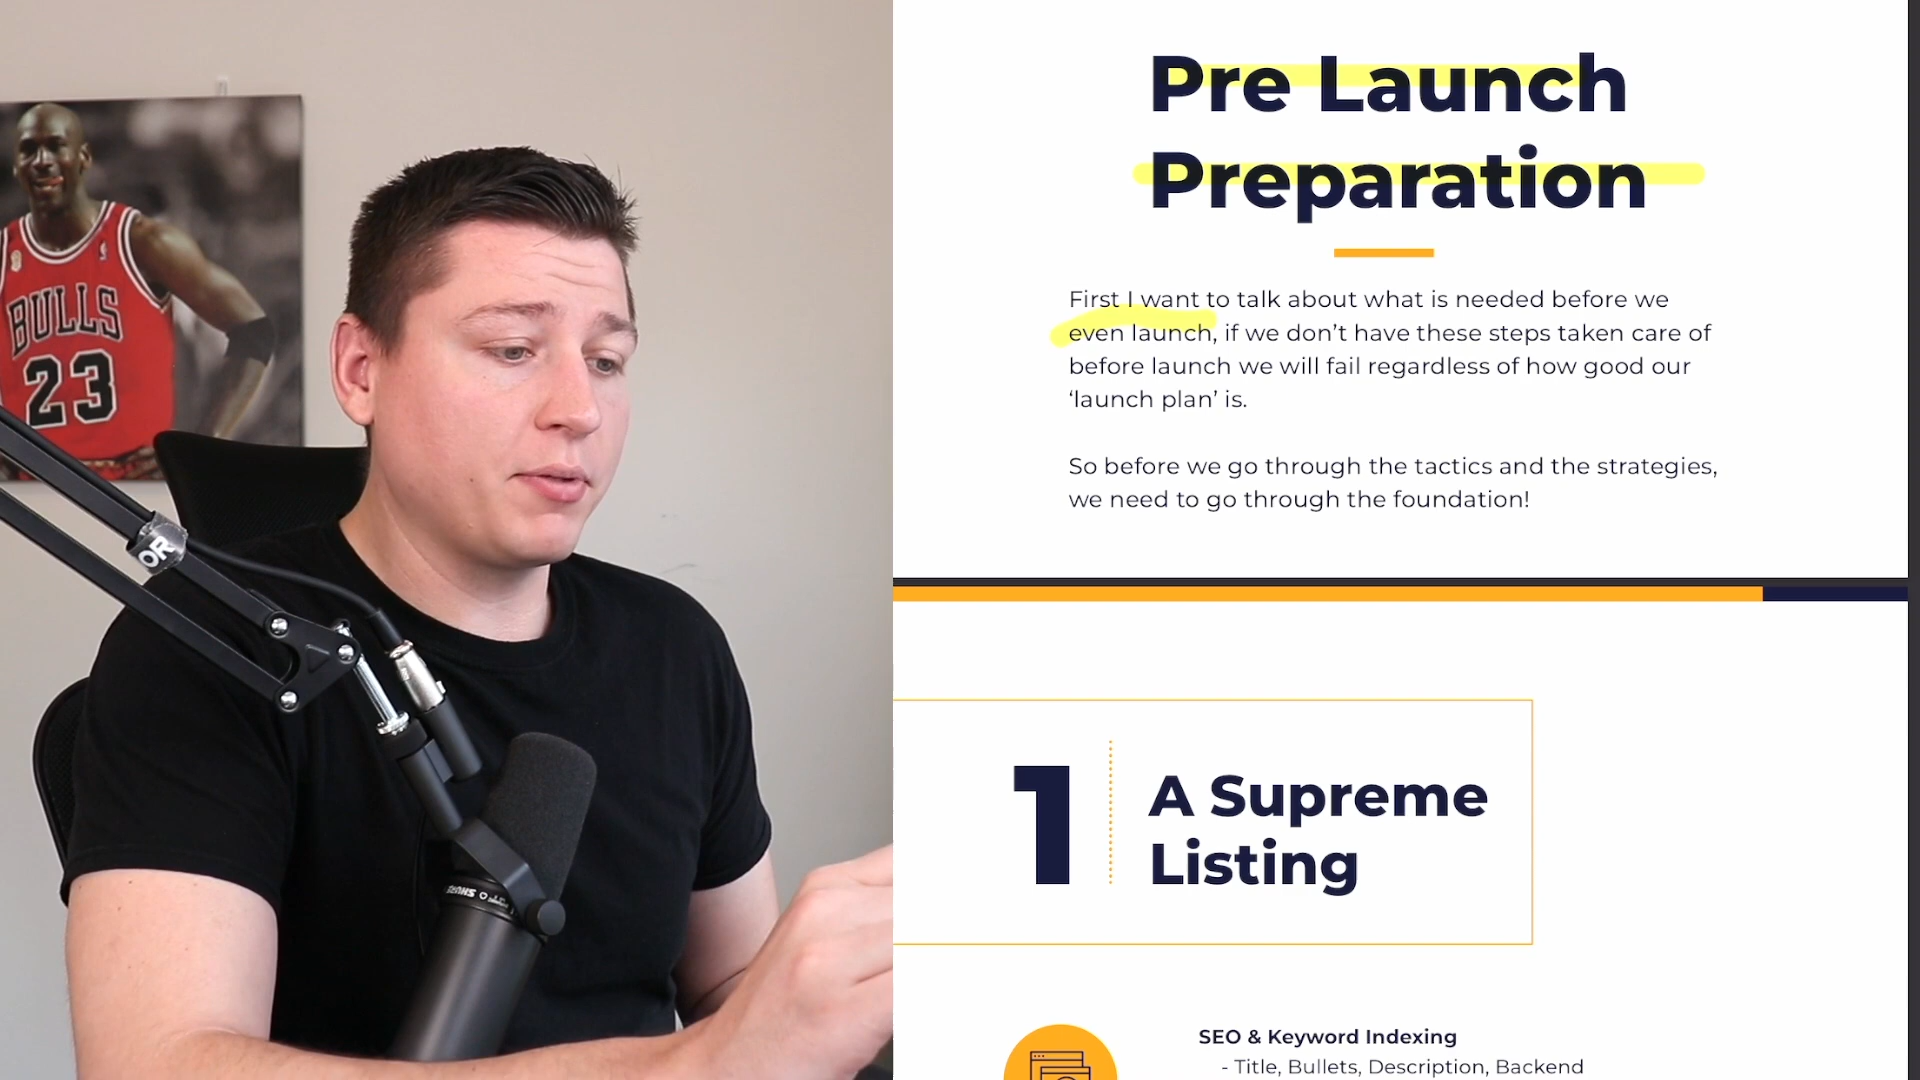 BULLS
23
OR
SHURE
Pre Launch
Preparation
First I want to talk about what is needed before we
even launch, if we don’t have these steps taken care of
before launch we will fail regardless of how good our
‘launch plan’ is.
So before we go through the tactics and the strategies,
we need to go through the foundation!
1
A Supreme
Listing
SEO & Keyword Indexing
- Title, Bullets, Description, Backend